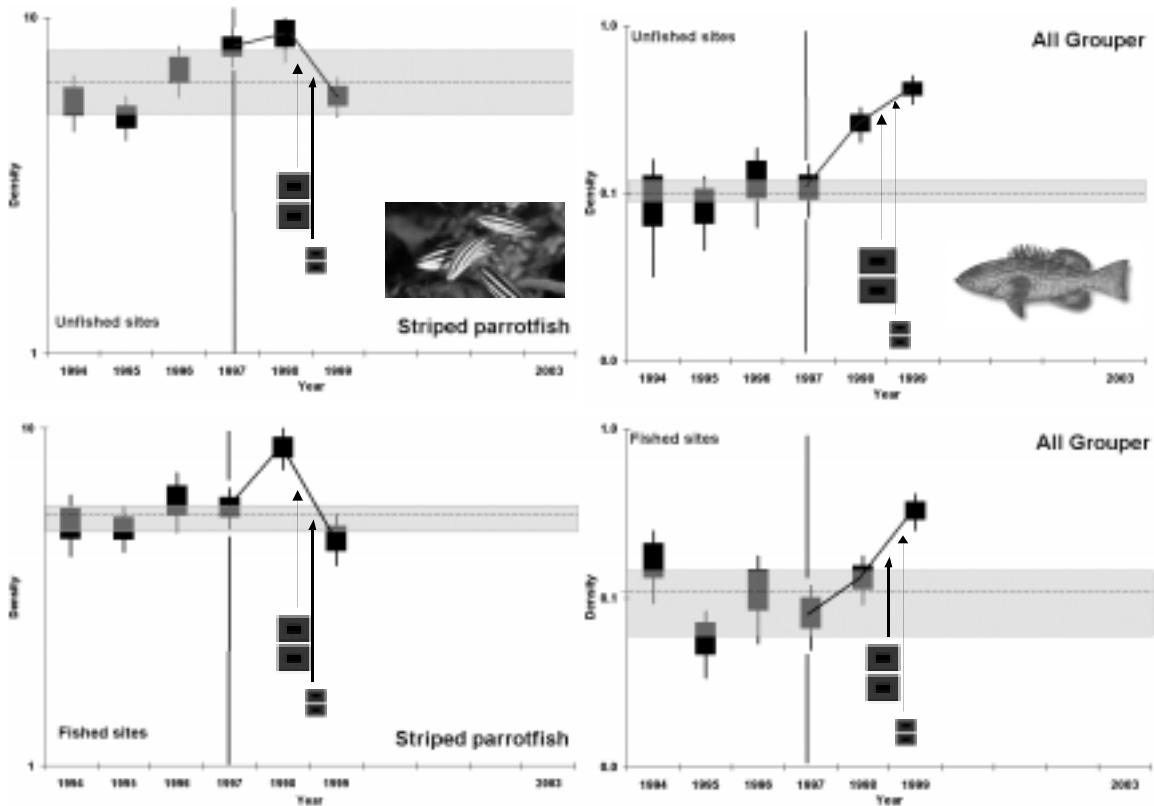 10
Density
1
Unfished sites
Striped parrotfish
1994 1995 1996 1997 1998 1999 2003
Year
1.0
Unfished sites
All Grouper
Density
0.1
0.0
1994 1995 1996 1997 1998 1999 2003
Year
10
Density
1
Fished sites
Striped parrotfish
1994 1995 1996 1997 1998 1999 2003
Year
1.0
Fished sites
All Grouper
Density
0.1
0.0
1994 1995 1996 1997 1998 1999 2003
Year